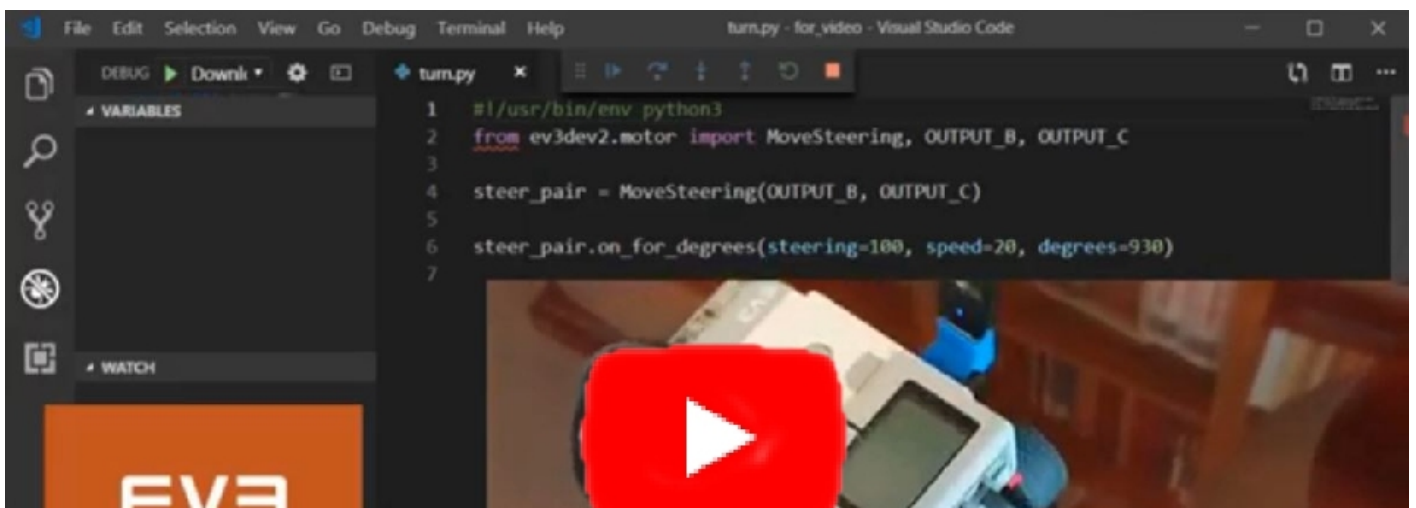 File Edit Selection View Go Debug Terminal Help turn.py - for_video - Visual Studio Code
DEBUG Downl turn.py
VARIABLES
1 #!/usr/bin/env python3
2 from ev3dev2.motor import MoveSteering, OUTPUT_B, OUTPUT_C
3
4 steer_pair = MoveSteering(OUTPUT_B, OUTPUT_C)
5
6 steer_pair.on_for_degrees(steering=100, speed=20, degrees=930)
7
WATCH
EV3